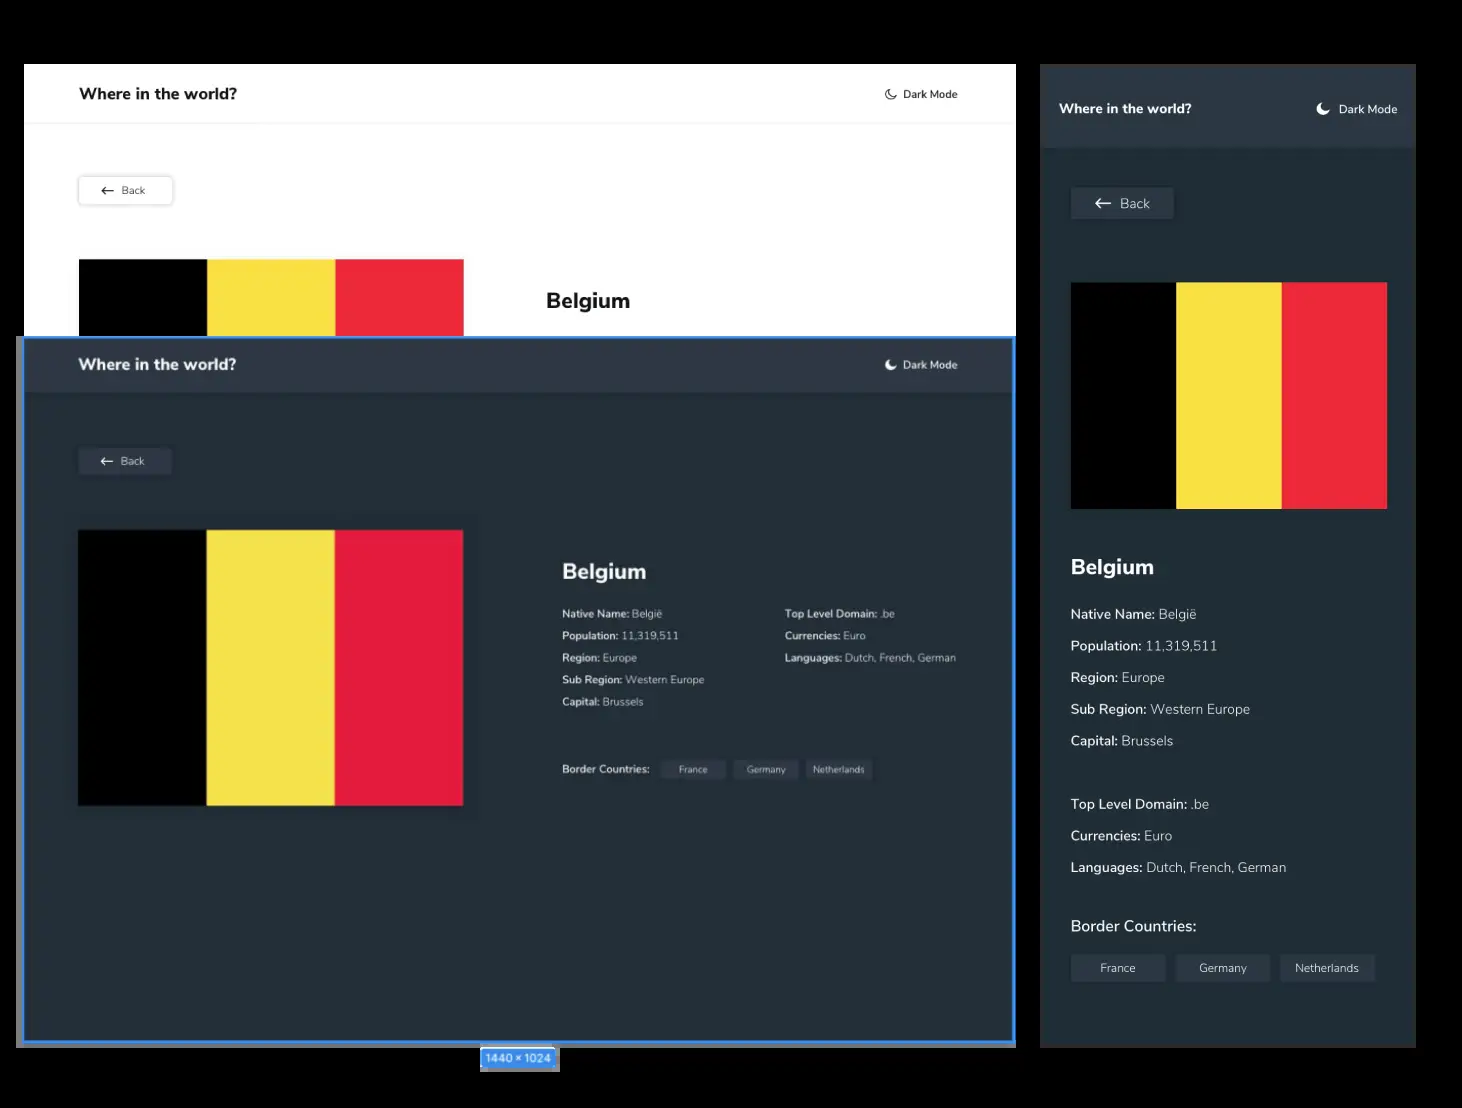 Where in the world?
Dark Mode
Back
Belgium
Where in the world?
Dark Mode
Back
Belgium
Native Name: België
Population: 11,319,511
Region: Europe
Sub Region: Western Europe
Capital: Brussels
Top Level Domain: .be
Currencies: Euro
Languages: Dutch, French, German
Border Countries:
France
Germany
Netherlands
1440 × 1024
Where in the world?
Dark Mode
Back
Belgium
Native Name: België
Population: 11,319,511
Region: Europe
Sub Region: Western Europe
Capital: Brussels
Top Level Domain: .be
Currencies: Euro
Languages: Dutch, French, German
Border Countries:
France
Germany
Netherlands